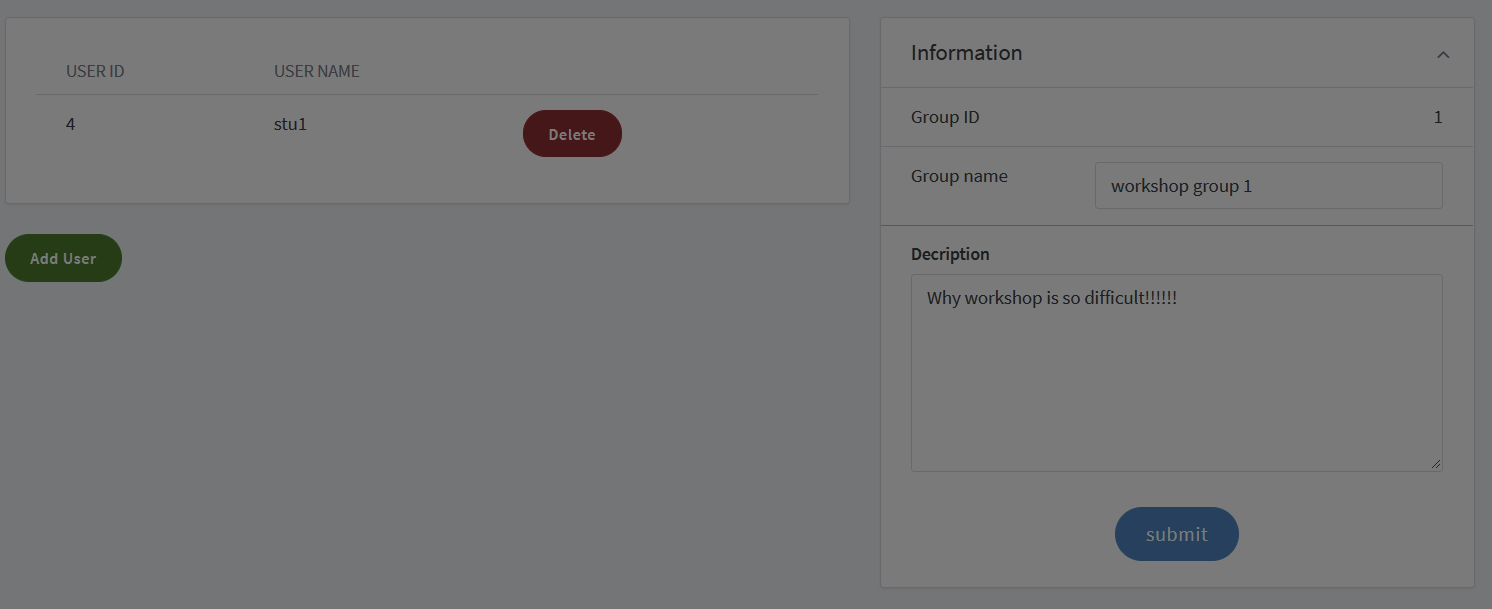 USER ID USER NAME
4 stu1 Delete
Add User
Information
Group ID 1
Group name workshop group 1
Decription
Why workshop is so difficult!!!!!!
submit